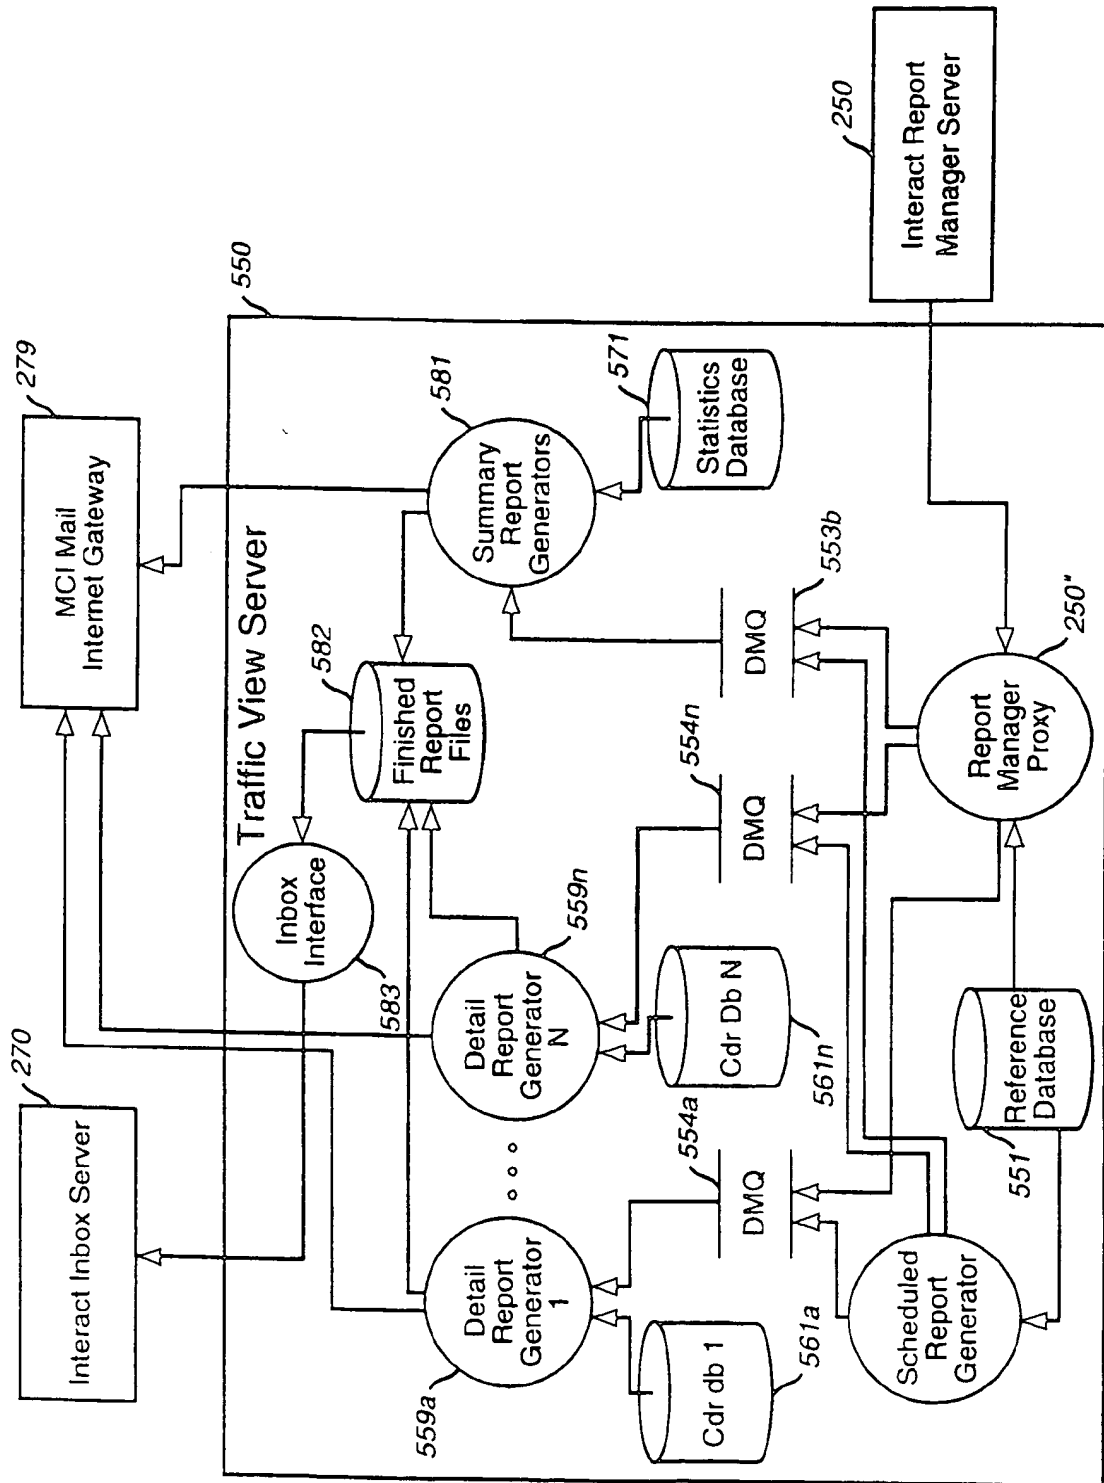 270
Interact Inbox Server
279
MCI Mail
Internet Gateway
550
Traffic View Server
583
Inbox
Interface
582
Finished
Report
Files
581
Summary
Report
Generators
571
Statistics
Database
559a
Detail
Report
Generator
1
559n
Detail
Report
Generator
N
561a
Cdr db 1
561n
Cdr Db N
554a
DMQ
554n
DMQ
553b
DMQ
Scheduled
Report
Generator
551
Reference
Database
250"
Report
Manager
Proxy
250
Interact Report
Manager Server